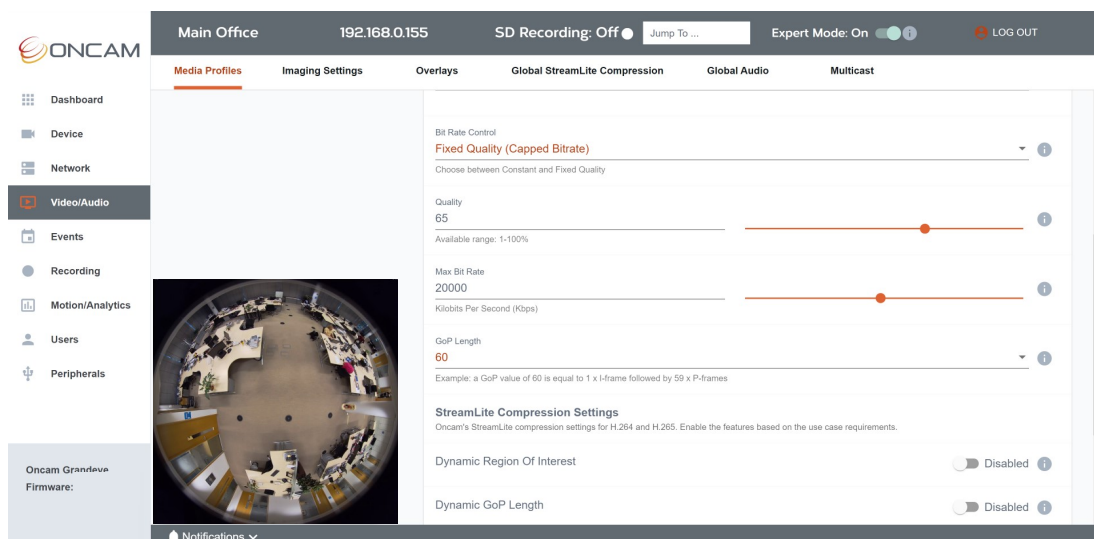 ONCAM
Main Office 192.168.0.155 SD Recording: Off Jump To ... Expert Mode: On LOG OUT
Media Profiles Imaging Settings Overlays Global StreamLite Compression Global Audio Multicast
Dashboard
Device
Network
Video/Audio
Events
Recording
Motion/Analytics
Users
Peripherals
Oncam Grandeye
Firmware:
Bit Rate Control
Fixed Quality (Capped Bitrate)
Choose between Constant and Fixed Quality
Quality
65
Available range: 1-100%
Max Bit Rate
20000
Kilobits Per Second (Kbps)
GoP Length
60
Example: a GoP value of 60 is equal to 1 x I-frame followed by 59 x P-frames
StreamLite Compression Settings
Oncam's StreamLite compression settings for H.264 and H.265. Enable the features based on the use case requirements.
Dynamic Region Of Interest Disabled
Dynamic GoP Length Disabled
Notifications